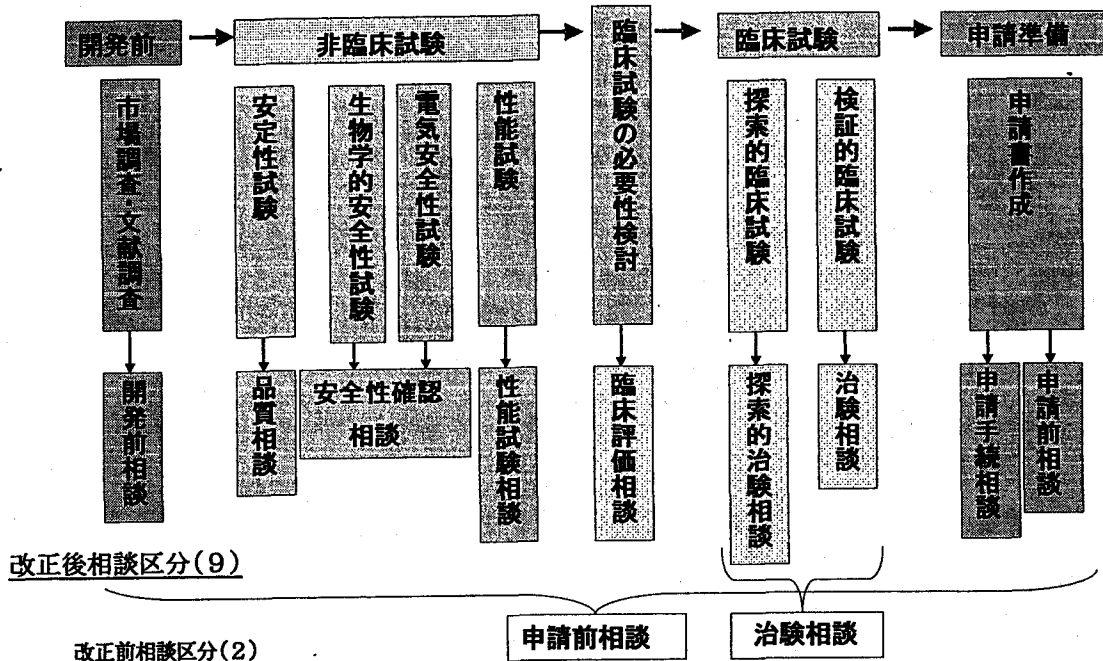 開発前
非臨床試験
臨床試験の必要性検討
臨床試験
申請準備
市場調査・文献調査
安定性試験
生物学的安全性試験
電気安全性試験
性能試験
探索的臨床試験
検証的臨床試験
申請書作成
開発前相談
品質相談
安全性確認
相談
性能試験相談
臨床評価相談
探索的治験相談
治験相談
申請手続相談
申請前相談
改正後相談区分(9)
申請前相談
治験相談
改正前相談区分(2)